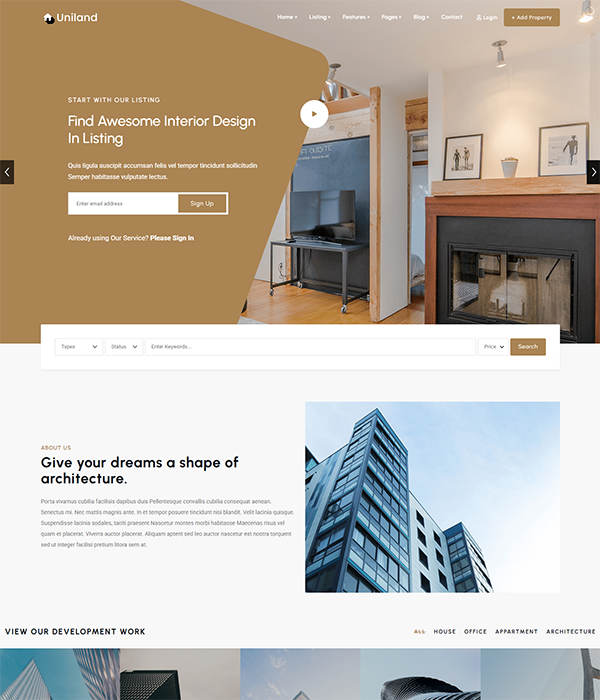 Uniland
Home Listing Uniland Pages Blog Contact Login + Add Property
START WITH OUR LISTING
Find Awesome Interior Design
In Listing
Quis ligula suscipit accumsan felis vel tempor tincidunt sollicitudin
Semper habitasse vulputate lectus.
Enter email address Sign Up
Already using Our Service? Please Sign In
Types Status Enter Keywords... Price Search
ABOUT US
Give your dreams a shape of
architecture.
Porta vivamus cubilia facilisis dapibus duis Pellentesque convallis cubilia consequat aenean.
Senectus mi. Nec mattis magnis ante. In et tempor posuere tincidunt nisi blandit. Velit lacinia quisque.
Suspendisse lacinia sodales, taciti praesent Nascetur montes morbi habitasse Maecenas risus vel
quam et placerat. Viverra auctor placerat. Aliquam aptent sed leo auctor nascetur est nostra torquent
sed ut integer facilisi pretium litora sem at.
VIEW OUR DEVELOPMENT WORK
ALL HOUSE OFFICE APPARTMENT ARCHITECTURE